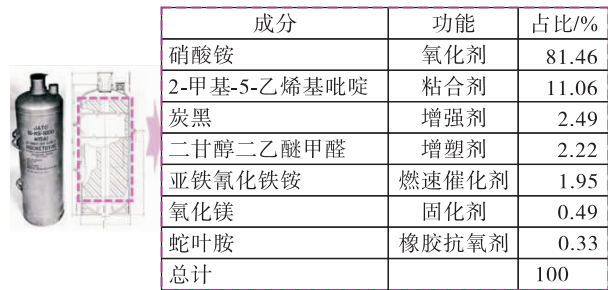 成分 功能 占比/%
硝酸铵 氧化剂 81.46
2-甲基-5-乙烯基吡啶 粘合剂 11.06
炭黑 增强剂 2.49
二甘醇二乙醚甲醛 增塑剂 2.22
亚铁氰化铁铵 燃速催化剂 1.95
氧化镁 固化剂 0.49
蛇叶胺 橡胶抗氧剂 0.33
总计 100
JATO